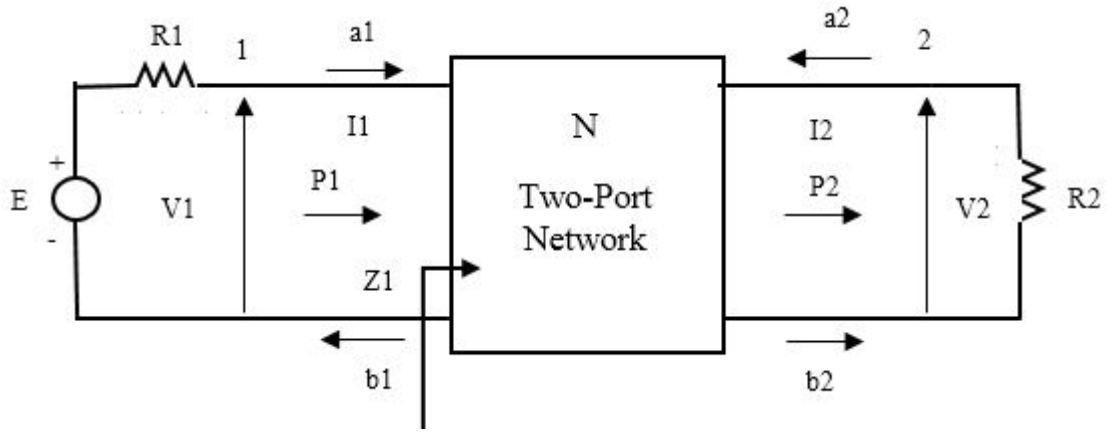 R1
1
a1
a2
2
I1
N
I2
+
E
V1
P1
Two-Port
Network
P2
V2
R2
-
Z1
b1
b2